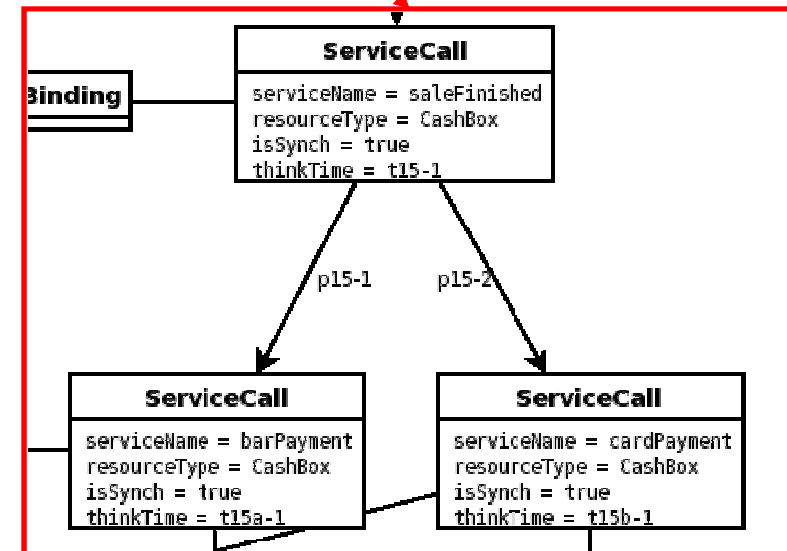 ServiceCall
serviceName = saleFinished
resourceType = CashBox
isSynch = true
thinkTime = t15-1
Binding
p15-1
p15-2
ServiceCall
serviceName = barPayment
resourceType = CashBox
isSynch = true
thinkTime = t15a-1
ServiceCall
serviceName = cardPayment
resourceType = CashBox
isSynch = true
thinkTime = t15b-1